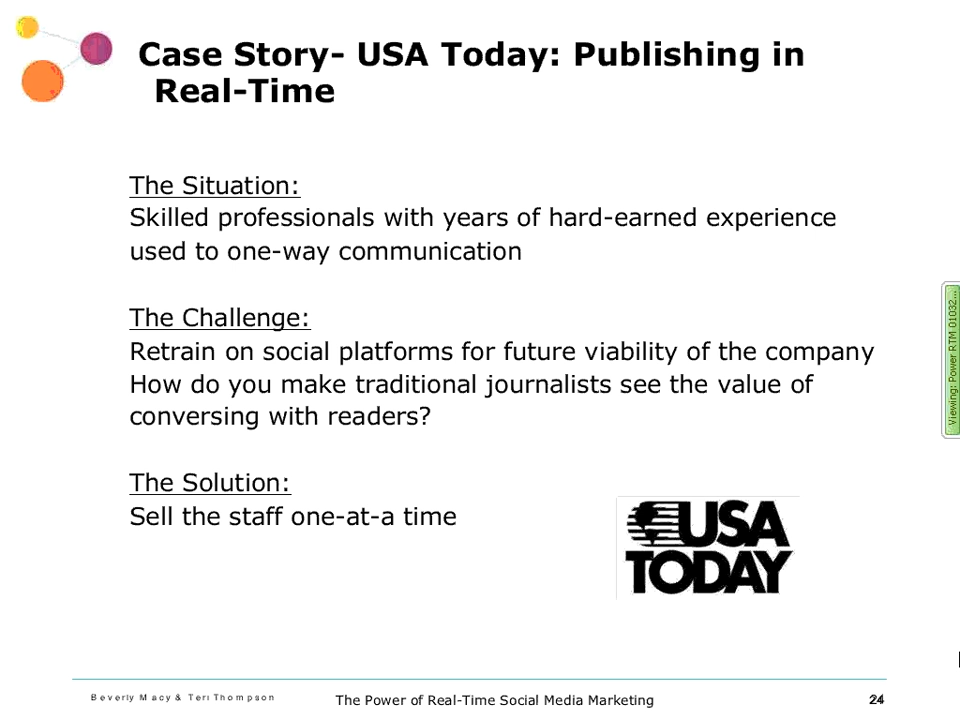 Case Story- USA Today: Publishing in
Real-Time
The Situation:
Skilled professionals with years of hard-earned experience
used to one-way communication
The Challenge:
Retrain on social platforms for future viability of the company
How do you make traditional journalists see the value of
conversing with readers?
The Solution:
Sell the staff one-at-a time
USA
TODAY
Viewing: Power RTM 01032...
Beverly Macy & Teri Thompson
The Power of Real-Time Social Media Marketing
24